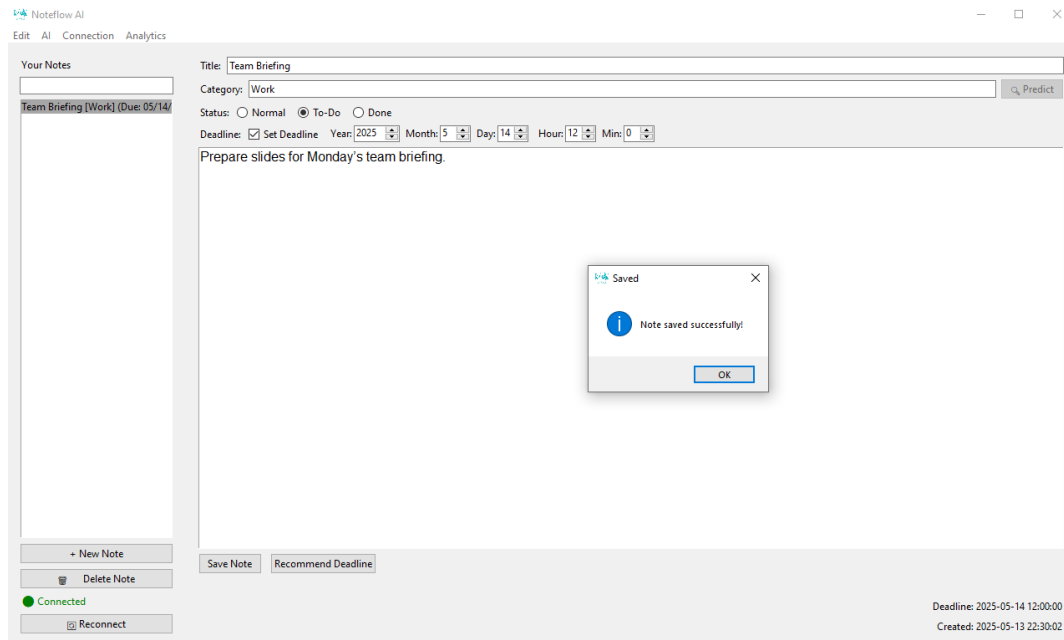 Noteflow AI
Edit AI Connection Analytics
Your Notes
Team Briefing [Work] (Due: 05/14/
Title: Team Briefing
Category: Work
Predict
Status: Normal To-Do Done
Deadline: Set Deadline Year: 2025 Month: 5 Day: 14 Hour: 12 Min: 0
Prepare slides for Monday's team briefing.
Saved
Note saved successfully!
OK
+ New Note
Delete Note
Connected
Reconnect
Save Note Recommend Deadline
Deadline: 2025-05-14 12:00:00
Created: 2025-05-13 22:30:02